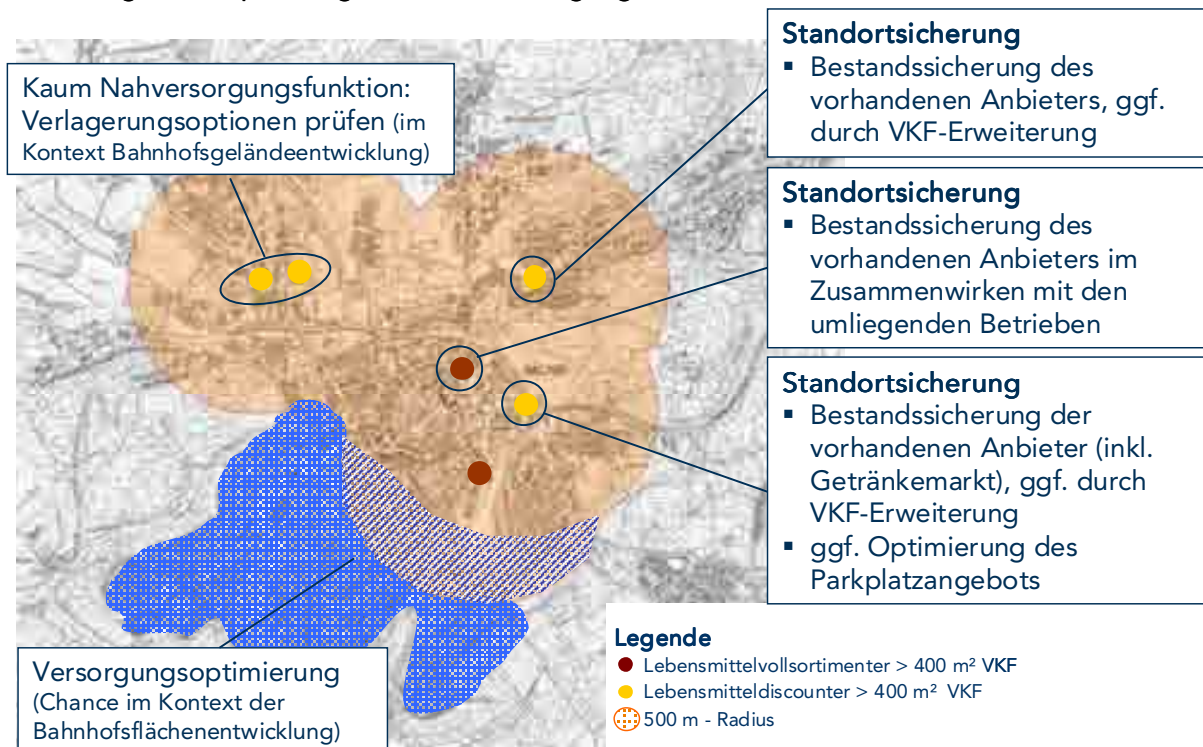 Kaum Nahversorgungsfunktion:
Verlagerungsoptionen prüfen (im
Kontext Bahnhofsgeländeentwicklung)
Standortsicherung
▪ Bestandssicherung des
vorhandenen Anbieters, ggf.
durch VKF-Erweiterung
Standortsicherung
▪ Bestandssicherung des
vorhandenen Anbieters im
Zusammenwirken mit den
umliegenden Betrieben
Standortsicherung
▪ Bestandssicherung der
vorhandenen Anbieter (inkl.
Getränkemarkt), ggf. durch
VKF-Erweiterung
▪ ggf. Optimierung des
Parkplatzangebots
Versorgungsoptimierung
(Chance im Kontext der
Bahnhofsflächenentwicklung)
Legende
Lebensmittelvollsortimenter > 400 m² VKF
Lebensmitteldiscounter > 400 m² VKF
500 m - Radius